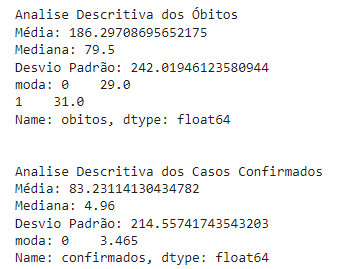 Analise Descritiva dos Óbitos
Média: 186.29708695652175
Mediana: 79.5
Desvio Padrão: 242.01946123580944
moda: 0    29.0
1    31.0
Name: obitos, dtype: float64
Analise Descritiva dos Casos Confirmados
Média: 83.23114130434782
Mediana: 4.96
Desvio Padrão: 214.55741743543203
moda: 0    3.465
Name: confirmados, dtype: float64